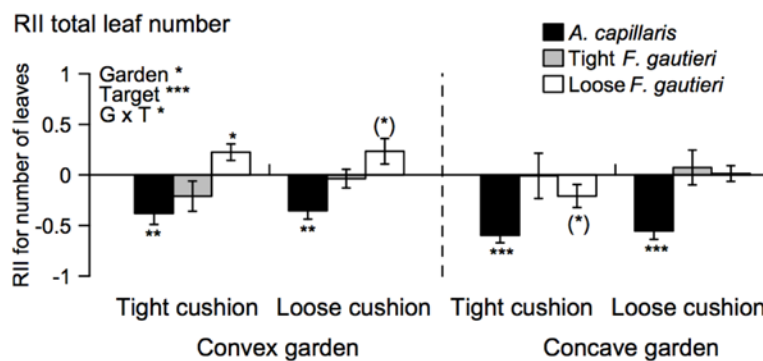 RII total leaf number
A. capillaris
Tight F. gautieri
Loose F. gautieri
RII for number of leaves
1
0.5
0
-0.5
-1
Garden *
Target ***
G x T *
**
*
**
(*)
***
(*)
***
Tight cushion Loose cushion Tight cushion Loose cushion
Convex garden Concave garden